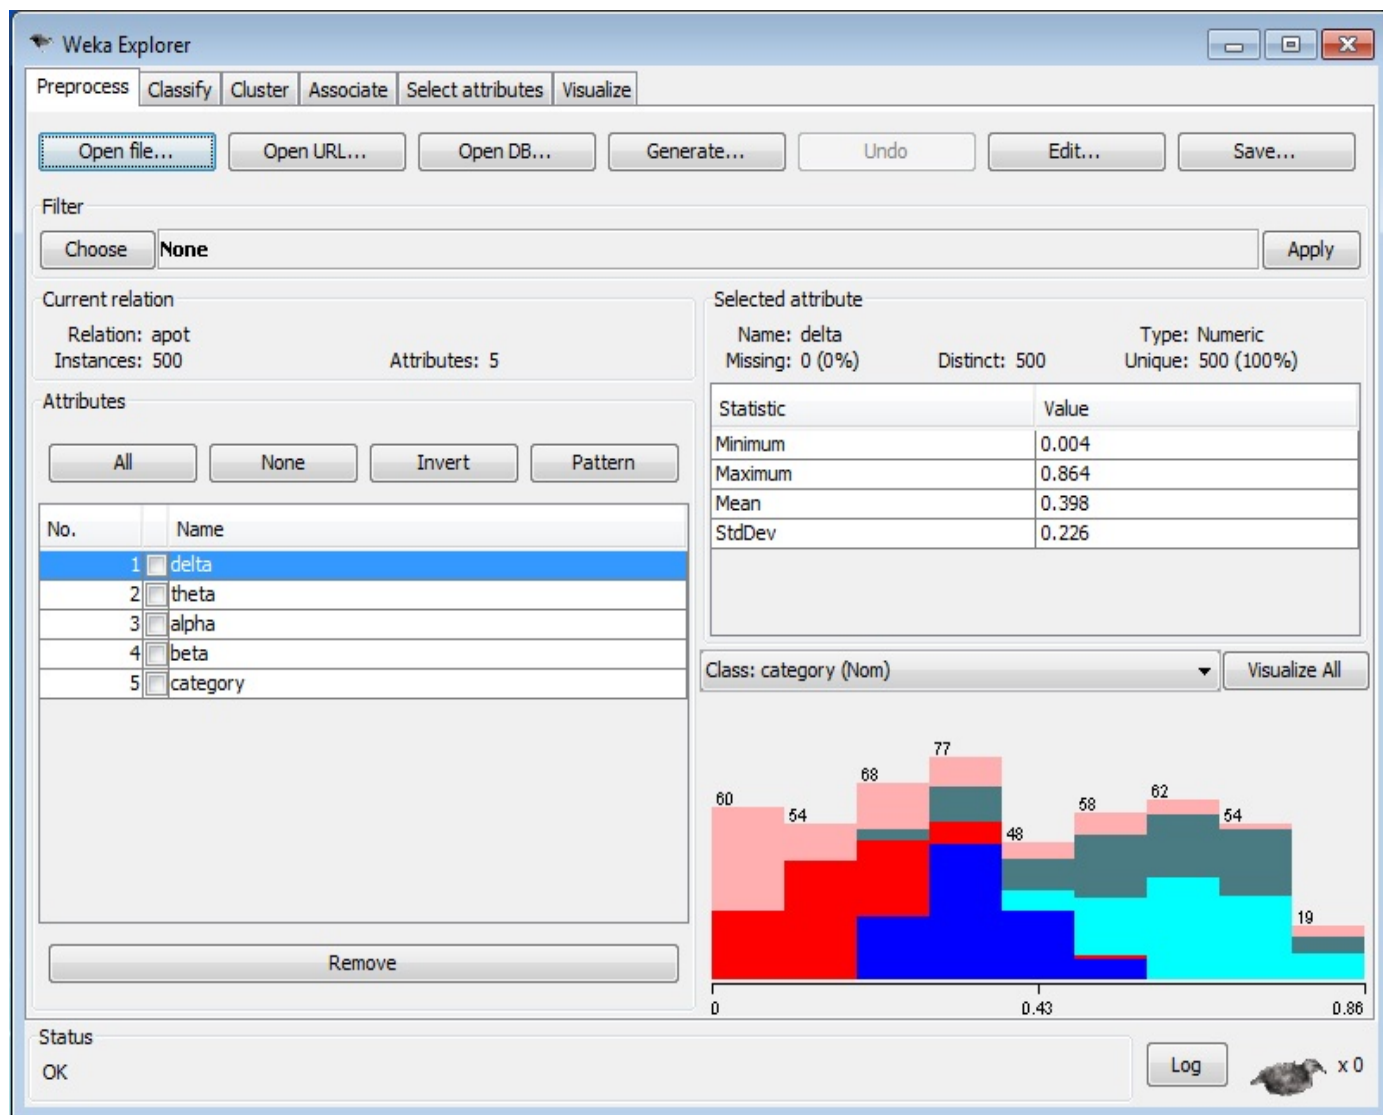 Weka Explorer
Preprocess Classify Cluster Associate Select attributes Visualize
Open file... Open URL... Open DB... Generate... Undo Edit... Save...
Filter
Choose None Apply
Current relation
Relation: apot
Instances: 500 Attributes: 5
Attributes
All None Invert Pattern
No. Name
1 delta
2 theta
3 alpha
4 beta
5 category
Remove
Selected attribute
Name: delta Type: Numeric
Missing: 0 (0%) Distinct: 500 Unique: 500 (100%)
Statistic Value
Minimum 0.004
Maximum 0.864
Mean 0.398
StdDev 0.226
Class: category (Nom) Visualize All
60 54 68 77 48 58 62 54 19
0 0.43 0.86
Status
OK
Log x 0